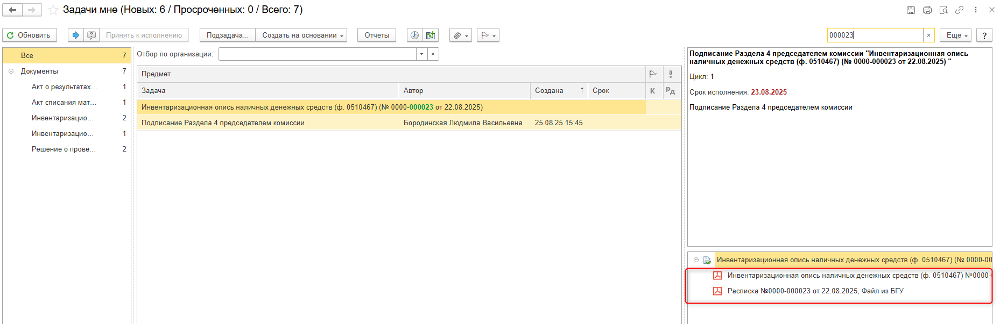 Задачи мне (Новых: 6 / Просроченных: 0 / Всего: 7)
Обновить
Принять к исполнению
Подзадача...
Создать на основании
Отчеты
000023
×
Еще
?
Все 7
Документы 7
Акт о результатах... 1
Акт списания мат... 1
Инвентаризацио... 2
Инвентаризацио... 1
Решение о прове... 2
Отбор по организации:
Предмет
Задача Автор Создана ↑ Срок К Рд
Инвентаризационная опись наличных денежных средств (ф. 0510467) (№ 0000-000023 от 22.08.2025)
Подписание Раздела 4 председателем комиссии Бородинская Людмила Васильевна 25.08.25 15:45
Подписание Раздела 4 председателем комиссии "Инвентаризационная опись
наличных денежных средств (ф. 0510467) (№ 0000-000023 от 22.08.2025) "
Цикл: 1
Срок исполнения: 23.08.2025
Подписание Раздела 4 председателем комиссии
Инвентаризационная опись наличных денежных средств (ф. 0510467) (№ 0000-00
Инвентаризационная опись наличных денежных средств (ф. 0510467) №0000-
Расписка №0000-000023 от 22.08.2025, Файл из БГУ